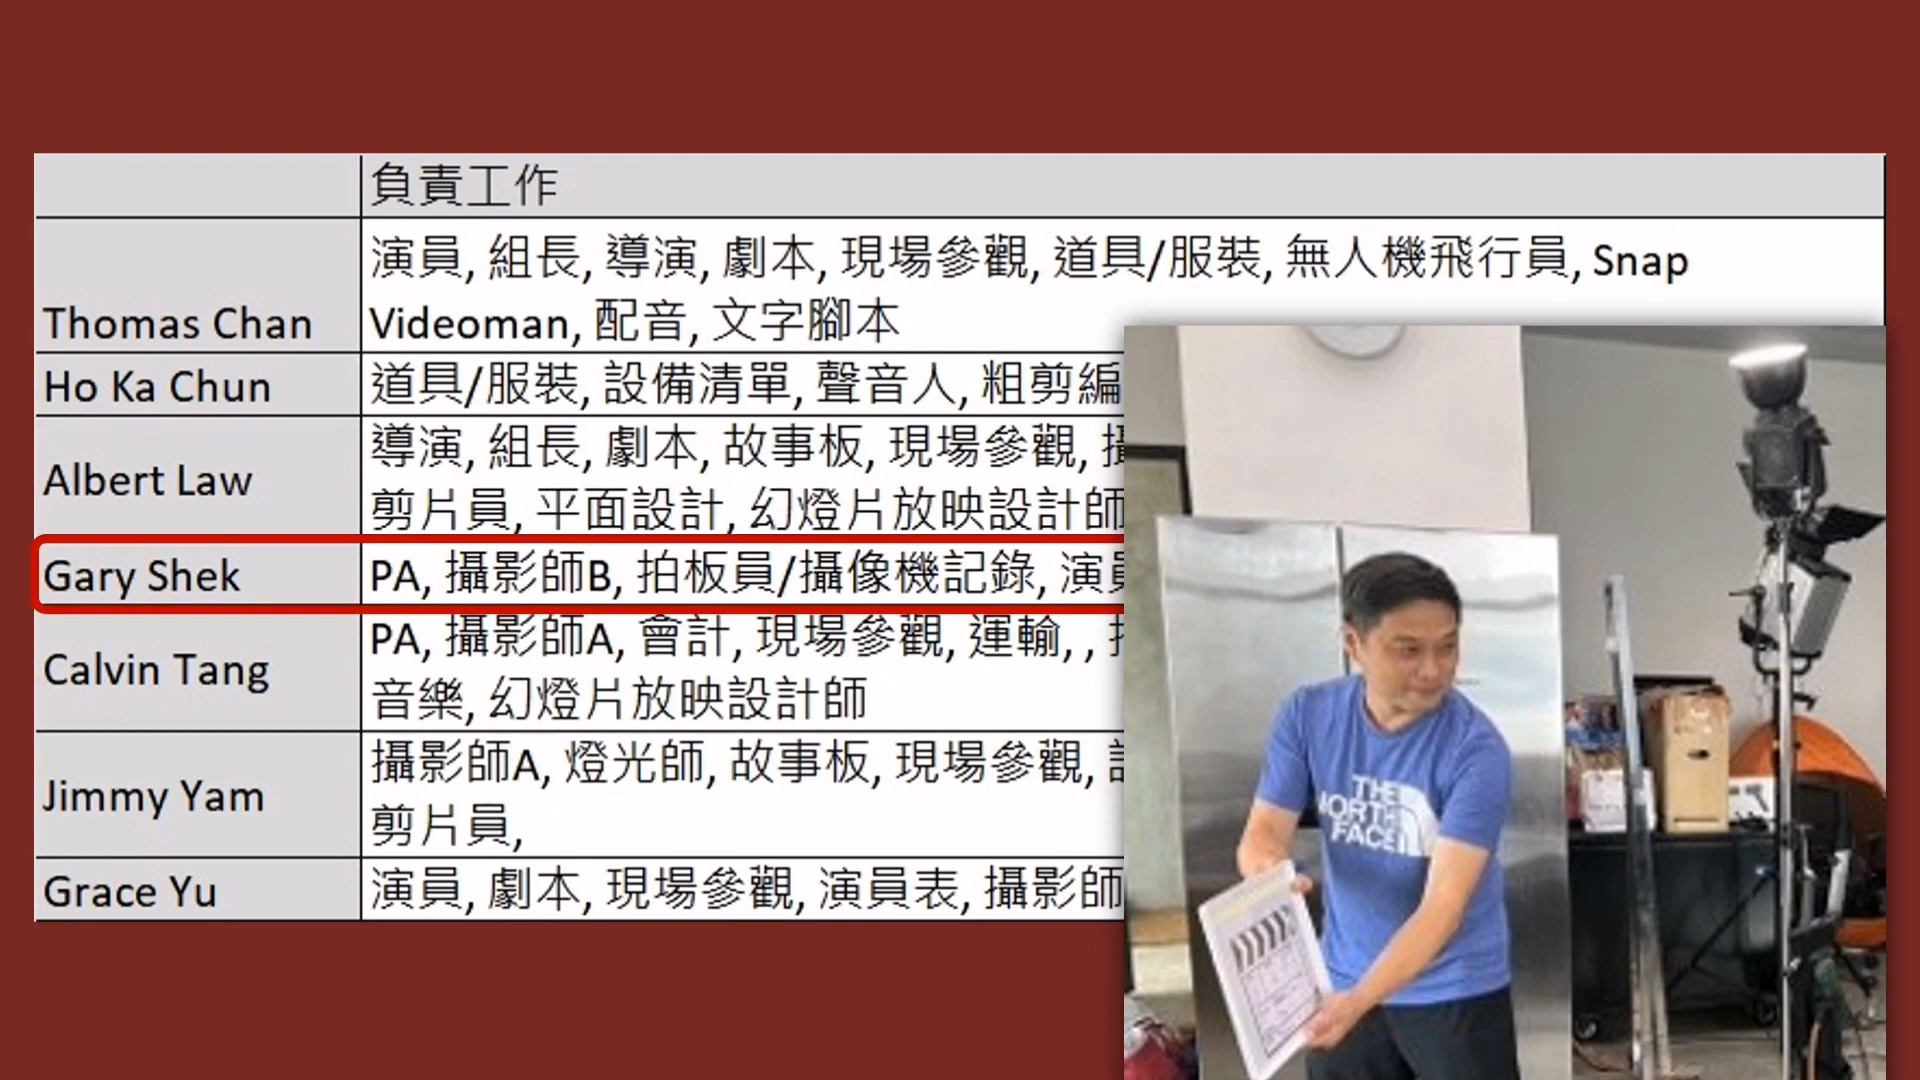 負責工作
演員, 組長, 導演, 劇本, 現場參觀, 道具/服裝, 無人機飛行員, Snap
Thomas Chan Videoman, 配音, 文字腳本
Ho Ka Chun 道具/服裝, 設備清單, 聲音人, 粗剪編
導演, 組長, 劇本, 故事板, 現場參觀,
Albert Law
剪片員, 平面設計, 幻燈片放映設計師
Gary Shek PA, 攝影師B, 拍板員/攝像機記錄, 演員
PA, 攝影師A, 會計, 現場參觀, 運輸, ,
Calvin Tang
音樂, 幻燈片放映設計師
攝影師A, 燈光師, 故事板, 現場參觀,
Jimmy Yam
剪片員,
Grace Yu 演員, 劇本, 現場參觀, 演員表, 攝影師
THE
NORTH
FACE